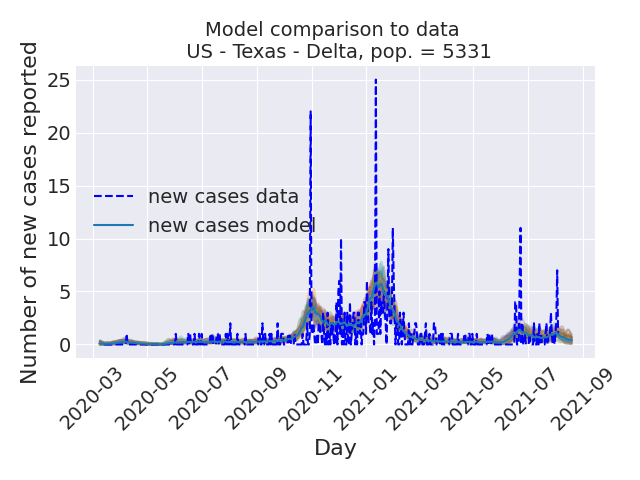 Model comparison to data
US - Texas - Delta, pop. = 5331
Number of new cases reported
25
20
15
10
5
0
new cases data
new cases model
2020-03
2020-05
2020-07
2020-09
2020-11
2021-01
2021-03
2021-05
2021-07
2021-09
Day